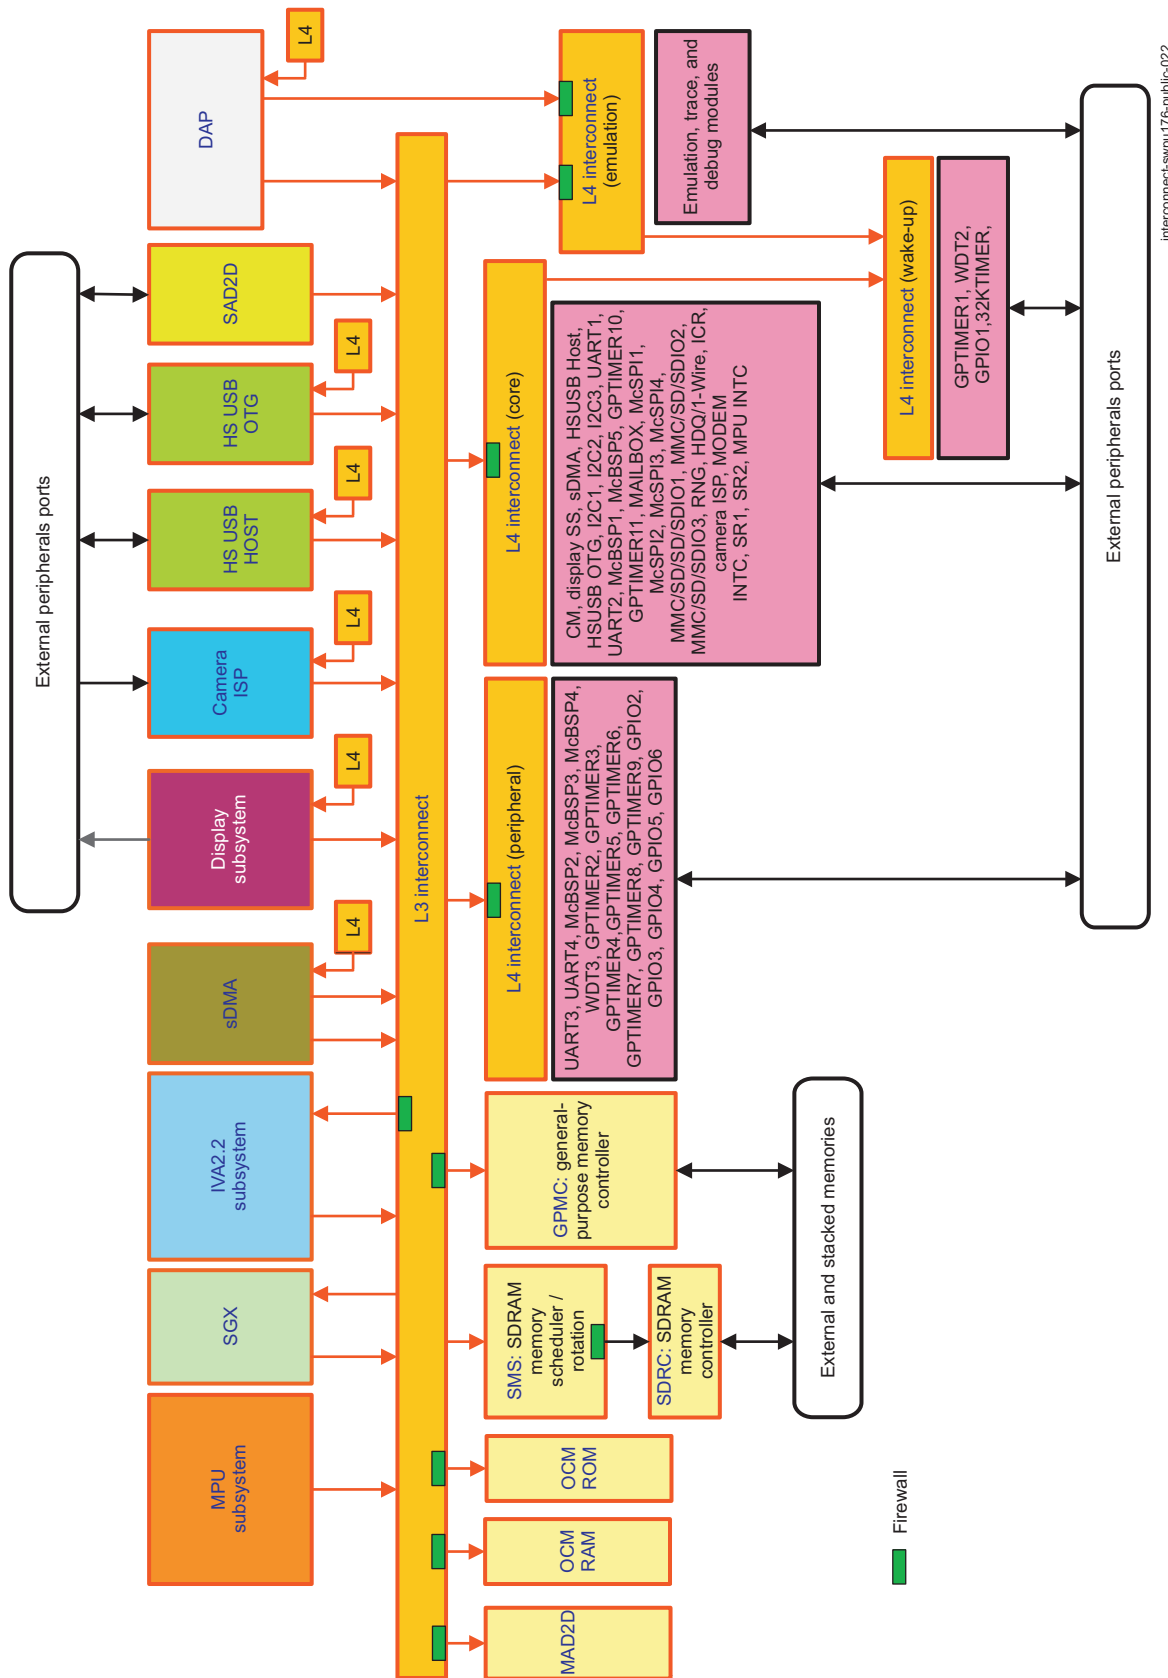 External peripherals ports
MPU
subsystem
SGX
IVA2.2
subsystem
sDMA
L4
Display
subsystem
L4
Camera
ISP
L4
HS USB
HOST
L4
HS USB
OTG
L4
SAD2D
DAP
L4
L3 interconnect
MAD2D
OCM
RAM
OCM
ROM
SMS: SDRAM
memory
scheduler /
rotation
SDRC: SDRAM
memory
controller
GPMC: general-
purpose memory
controller
External and stacked memories
L4 interconnect (peripheral)
UART3, UART4, McBSP2, McBSP3, McBSP4,
WDT3, GPTIMER2, GPTIMER3,
GPTIMER4,GPTIMER5, GPTIMER6,
GPTIMER7, GPTIMER8, GPTIMER9, GPIO2,
GPIO3, GPIO4, GPIO5, GPIO6
L4 interconnect (core)
CM, display SS, sDMA, HSUSB Host,
HSUSB OTG, I2C1, I2C2, I2C3, UART1,
UART2, McBSP1, McBSP5, GPTIMER10,
GPTIMER11, MAILBOX, McSPI1,
McSPI2, McSPI3, McSPI4,
MMC/SD/SDIO1, MMC/SD/SDIO2,
MMC/SD/SDIO3, RNG, HDQ/1-Wire, ICR,
camera ISP, MODEM
INTC, SR1, SR2, MPU INTC
L4 interconnect
(emulation)
Emulation, trace, and
debug modules
L4 interconnect (wake-up)
GPTIMER1, WDT2,
GPIO1,32KTIMER,
External peripherals ports
Firewall
interconnect-swpu176-public-022